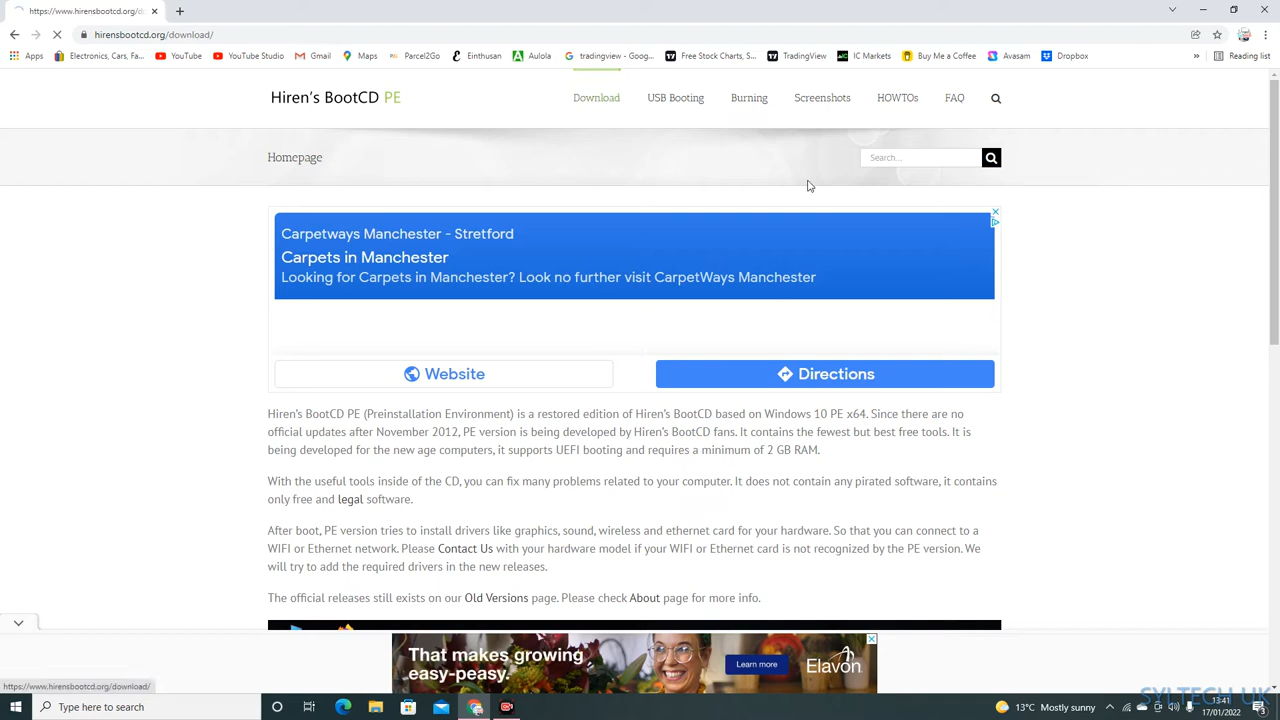 https://www.hirensbootcd.org/d
hirensbootcd.org/download/
Apps
Electronics, Cars, Fa...
YouTube
YouTube Studio
Gmail
Maps
Parcel2Go
Einthusan
Aulola
tradingview - Goog...
Free Stock Charts, S...
TradingView
IC Markets
Buy Me a Coffee
Avasam
Dropbox
»
Reading list
Hiren's BootCD PE
Download
USB Booting
Burning
Screenshots
HOWTOs
FAQ
Homepage
Search...
Carpetways Manchester - Stretford
Carpets in Manchester
Looking for Carpets in Manchester? Look no further visit CarpetWays Manchester
Website
Directions
Hiren's BootCD PE (Preinstallation Environment) is a restored edition of Hiren's BootCD based on Windows 10 PE x64. Since there are no
official updates after November 2012, PE version is being developed by Hiren's BootCD fans. It contains the fewest but best free tools. It is
being developed for the new age computers, it supports UEFI booting and requires a minimum of 2 GB RAM.
With the useful tools inside of the CD, you can fix many problems related to your computer. It does not contain any pirated software, it contains
only free and legal software.
After boot, PE version tries to install drivers like graphics, sound, wireless and ethernet card for your hardware. So that you can connect to a
WIFI or Ethernet network. Please Contact Us with your hardware model if your WIFI or Ethernet card is not recognized by the PE version. We
will try to add the required drivers in the new releases.
The official releases still exists on our Old Versions page. Please check About page for more info.
That makes growing
easy-peasy.
Learn more
Elavon
https://www.hirensbootcd.org/download/
SYLTECH UK
Type here to search
13°C Mostly sunny
13:41
17/01/2022
3